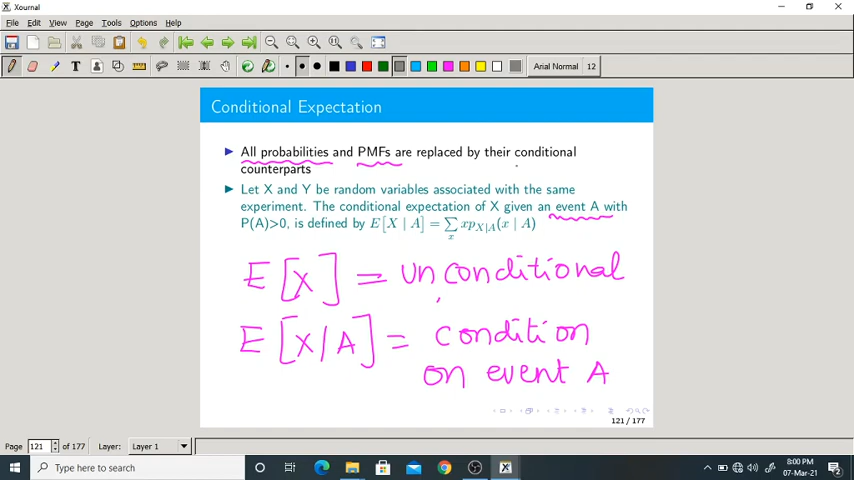 Xournal
File Edit View Page Tools Options Help
Arial Normal 12
Conditional Expectation
All probabilities and PMFs are replaced by their conditional
counterparts
Let X and Y be random variables associated with the same
experiment. The conditional expectation of X given an event A with
P(A)>0, is defined by E[X | A] = ∑ₓ xp_{X|A}(x | A)
E[X] = unconditional
E[X/A] = condition
on event A
121 / 177
Page 121 of 177 Layer: Layer 1
Type here to search
8:00 PM
07-Mar-21
2